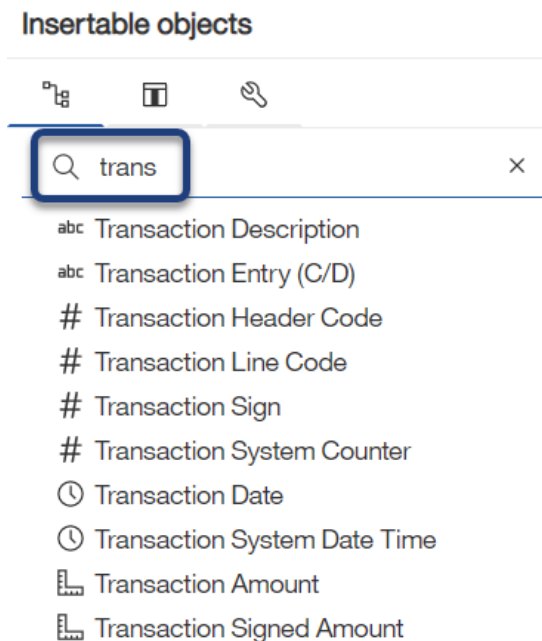 Insertable objects
trans
abc Transaction Description
abc Transaction Entry (C/D)
# Transaction Header Code
# Transaction Line Code
# Transaction Sign
# Transaction System Counter
Transaction Date
Transaction System Date Time
Transaction Amount
Transaction Signed Amount